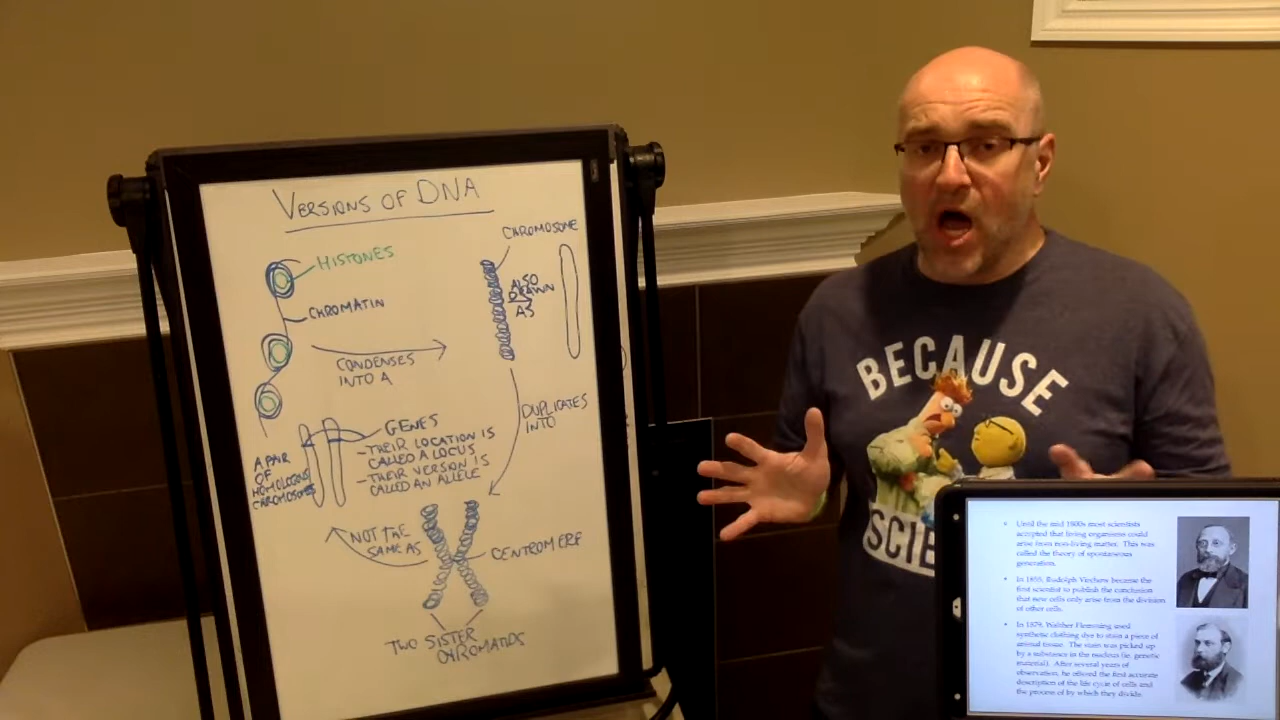 VERSIONS OF DNA
HISTONES
CHROMATIN
CONDENSES
INTO A
CHROMOSOME
ALSO
DRAWN
AS
DUPLICATES
INTO
GENES
- THEIR LOCATION IS
CALLED A LOCUS
- THEIR VERSION IS
CALLED AN ALLELE
A PAIR
OF
HOMOLOGOUS
CHROMOSOMES
NOT THE
SAME AS
CENTROMERE
TWO SISTER
CHROMATIDS
BECAUSE
SCIE
• Until the mid 1800s most scientists
accepted that living organisms could
arise from non-living matter. This was
called the theory of spontaneous
generation.
• In 1855, Rudolph Virchow became the
first scientist to publish the conclusion
that new cells only arise from the division
of other cells.
• In 1879, Walther Flemming used
synthetic clothing dye to stain a piece of
animal tissue. The stain was picked up
by a substance in the nucleus (ie. genetic
material). After several years of
observation, he offered the first accurate
description of the life cycle of cells and
the process of by which they divide.